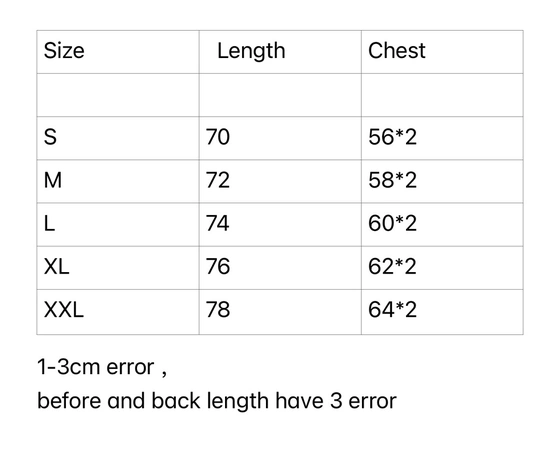 Size Length Chest
S 70 56*2
M 72 58*2
L 74 60*2
XL 76 62*2
XXL 78 64*2
1-3cm error ,
before and back length have 3 error